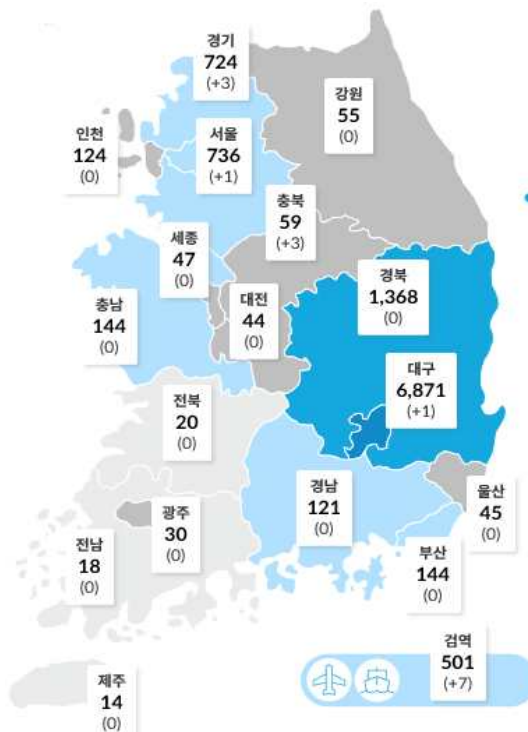 경기
724
(+3)
강원
55
(0)
인천
124
(0)
서울
736
(+1)
충북
59
(+3)
세종
47
(0)
경북
1,368
(0)
충남
144
(0)
대전
44
(0)
대구
6,871
(+1)
전북
20
(0)
경남
121
(0)
울산
45
(0)
광주
30
(0)
전남
18
(0)
부산
144
(0)
검역
501
(+7)
제주
14
(0)